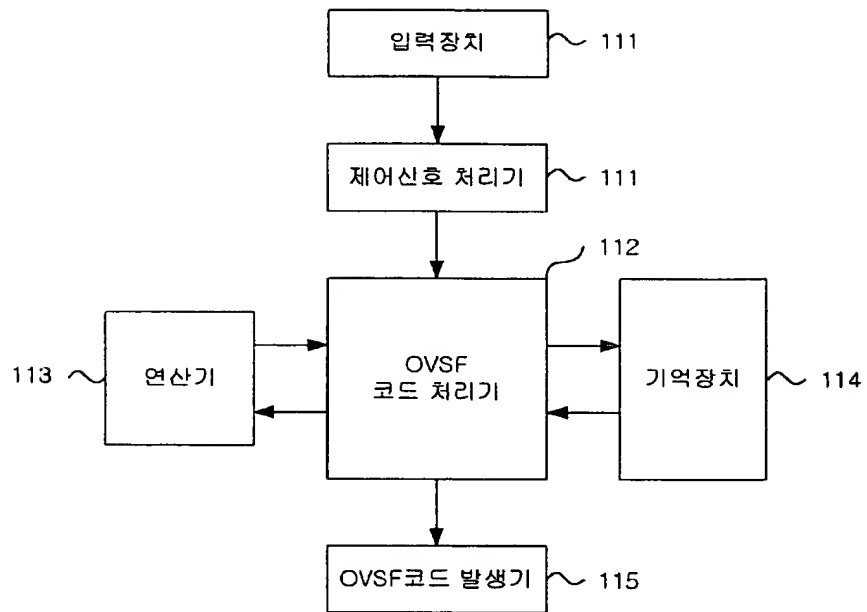 입력장치 111
제어신호 처리기 111
112
OVSF
코드 처리기
113 연산기
기억장치 114
OVSF코드 발생기 115